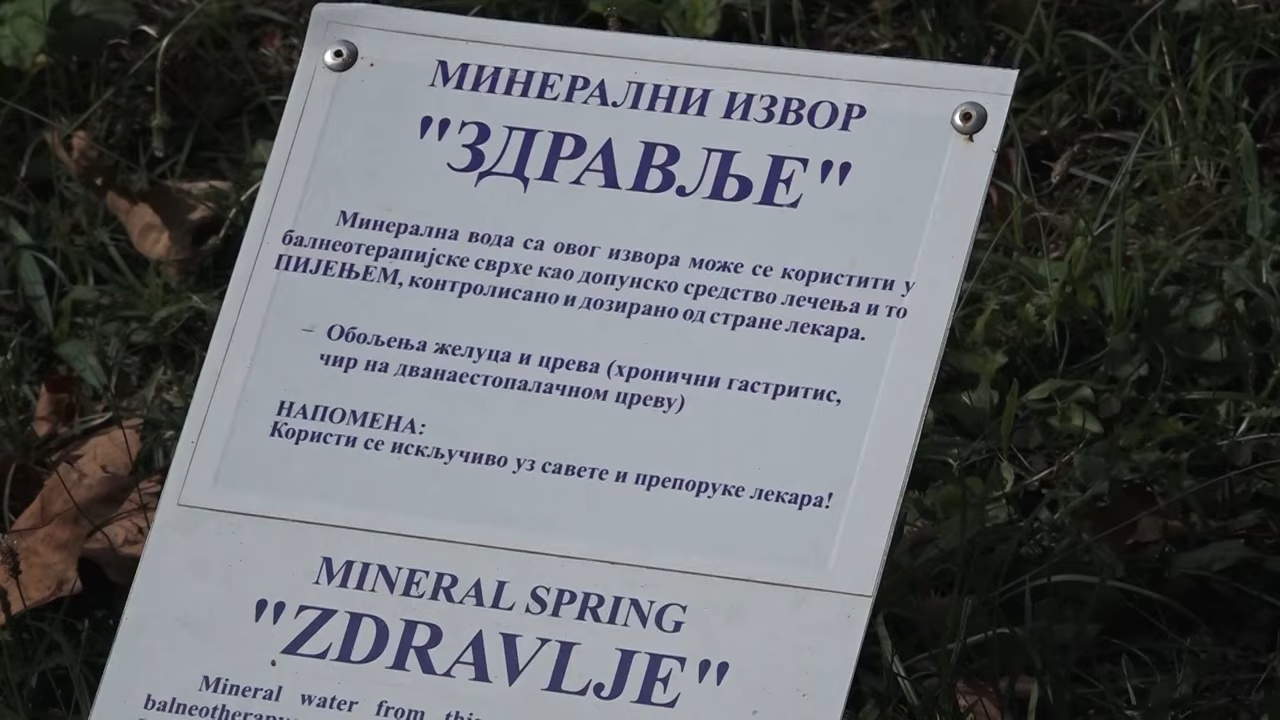 МИНЕРАЛНИ ИЗВОР
"ЗДРАВЉЕ"
Минерална вода са овог извора може се користити у
балнеотерапијске сврхе као допунско средство лечења и то
ПИЈЕЊЕМ, контролисано и дозирано од стране лекара.
– Обољења желуца и црева (хронични гастритис,
чир на дванаестопалачном цреву)
НАПОМЕНА:
Користи се искључиво уз савете и препоруке лекара!
MINERAL SPRING
"ZDRAVLJE"
Mineral water from this
balneotherapy